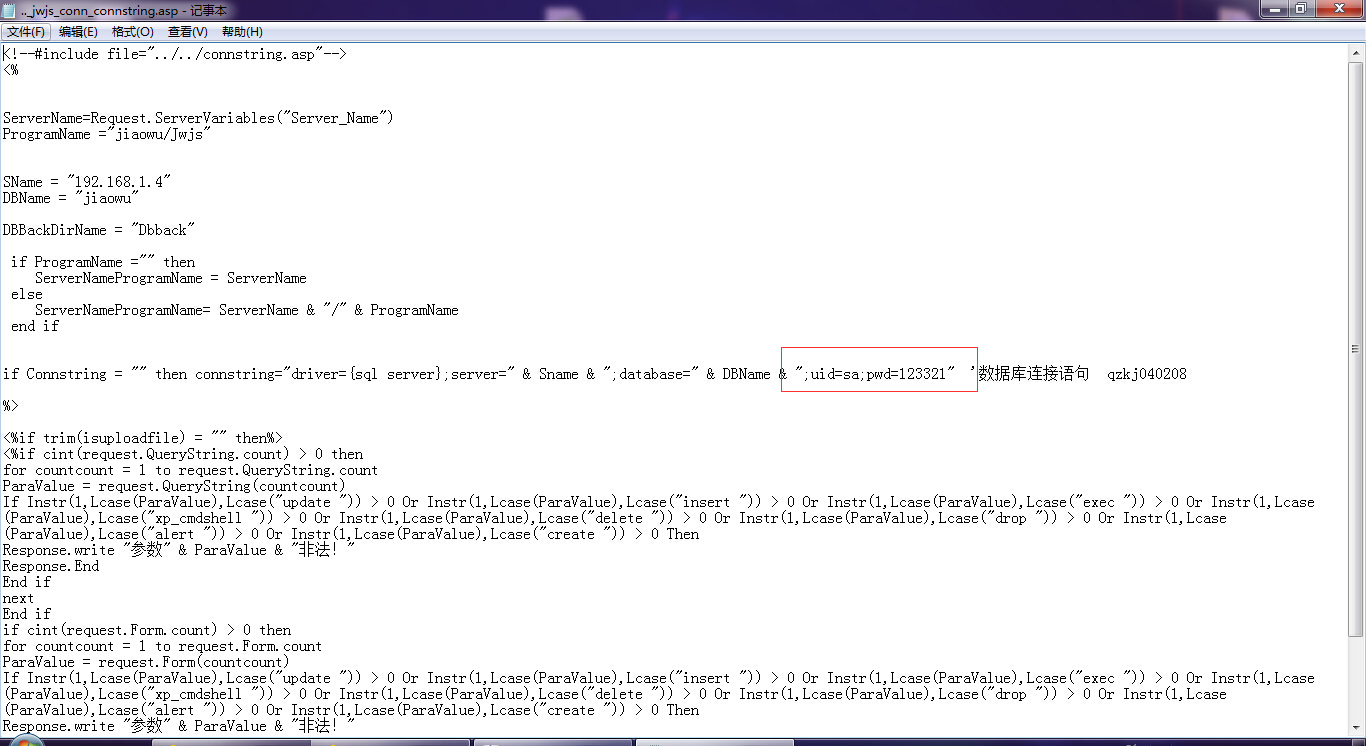 .._jwjs_conn_connstring.asp - 记事本
文件(F) 编辑(E) 格式(O) 查看(V) 帮助(H)
<!--#include file="../../connstring.asp"-->
<%
ServerName=Request.ServerVariables("Server_Name")
ProgramName ="jiaowu/Jwjs"
SName = "192.168.1.4"
DBName = "jiaowu"
DBBackDirName = "Dbback"
if ProgramName ="" then
ServerNameProgramName = ServerName
else
ServerNameProgramName= ServerName & "/" & ProgramName
end if
if Connstring = "" then connstring="driver={sql server};server=" & Sname & ";database=" & DBName & ";uid=sa;pwd=123321" '数据库连接语句 qzkj040208
%>
<%if trim(isuploadfile) = "" then%>
<%if cint(request.QueryString.count) > 0 then
for countcount = 1 to request.QueryString.count
ParaValue = request.QueryString(countcount)
If Instr(1,Lcase(ParaValue),Lcase("update ")) > 0 Or Instr(1,Lcase(ParaValue),Lcase("insert ")) > 0 Or Instr(1,Lcase(ParaValue),Lcase("exec ")) > 0 Or Instr(1,Lcase
(ParaValue),Lcase("xp_cmdshell ")) > 0 Or Instr(1,Lcase(ParaValue),Lcase("delete ")) > 0 Or Instr(1,Lcase(ParaValue),Lcase("drop ")) > 0 Or Instr(1,Lcase
(ParaValue),Lcase("alert ")) > 0 Or Instr(1,Lcase(ParaValue),Lcase("create ")) > 0 Then
Response.write "参数" & ParaValue & "非法！"
Response.End
End if
next
End if
if cint(request.Form.count) > 0 then
for countcount = 1 to request.Form.count
ParaValue = request.Form(countcount)
If Instr(1,Lcase(ParaValue),Lcase("update ")) > 0 Or Instr(1,Lcase(ParaValue),Lcase("insert ")) > 0 Or Instr(1,Lcase(ParaValue),Lcase("exec ")) > 0 Or Instr(1,Lcase
(ParaValue),Lcase("xp_cmdshell ")) > 0 Or Instr(1,Lcase(ParaValue),Lcase("delete ")) > 0 Or Instr(1,Lcase(ParaValue),Lcase("drop ")) > 0 Or Instr(1,Lcase
(ParaValue),Lcase("alert ")) > 0 Or Instr(1,Lcase(ParaValue),Lcase("create ")) > 0 Then
Response.write "参数" & ParaValue & "非法！"